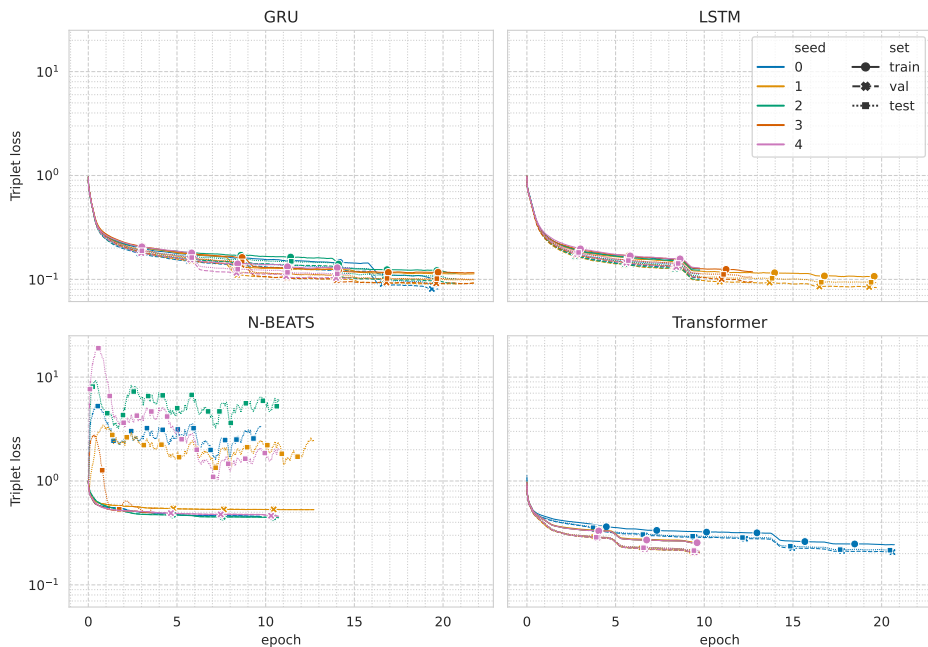 GRU
LSTM
Triplet loss
10¹
10⁰
10⁻¹
seed
0
1
2
3
4
set
train
val
test
N-BEATS
Transformer
Triplet loss
10¹
10⁰
10⁻¹
0 5 10 15 20
epoch
0 5 10 15 20
epoch